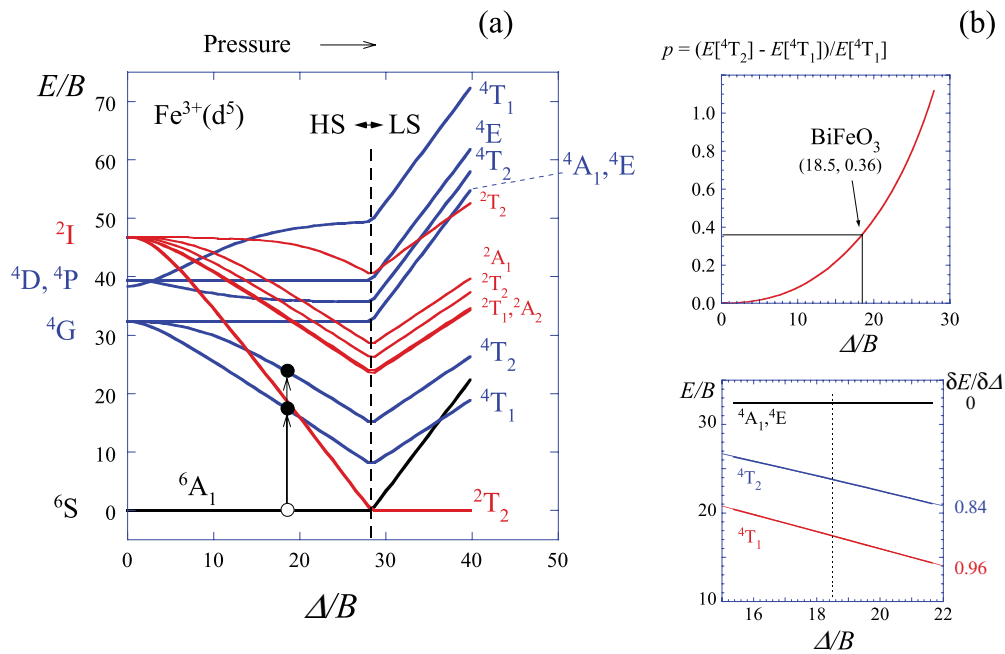 (a)
Pressure
E/B
Fe³⁺(d⁵)
HS
LS
⁴T₁
⁴E
⁴T₂
⁴A₁,⁴E
²T₂
²A₁
²T₂
²T₁,²A₂
⁴T₂
⁴T₁
²T₂
²I
⁴D, ⁴P
⁴G
⁶S
⁶A₁
70
60
50
40
30
20
10
0
0 10 20 30 40 50
Δ/B
(b)
p = (E[⁴T₂] - E[⁴T₁])/E[⁴T₁]
1.0
0.8
0.6
0.4
0.2
0.0
BiFeO₃
(18.5, 0.36)
0 10 20 30
Δ/B
E/B
δE/δΔ
30
20
10
⁴A₁,⁴E
0
⁴T₂
0.84
⁴T₁
0.96
16 18 20 22
Δ/B